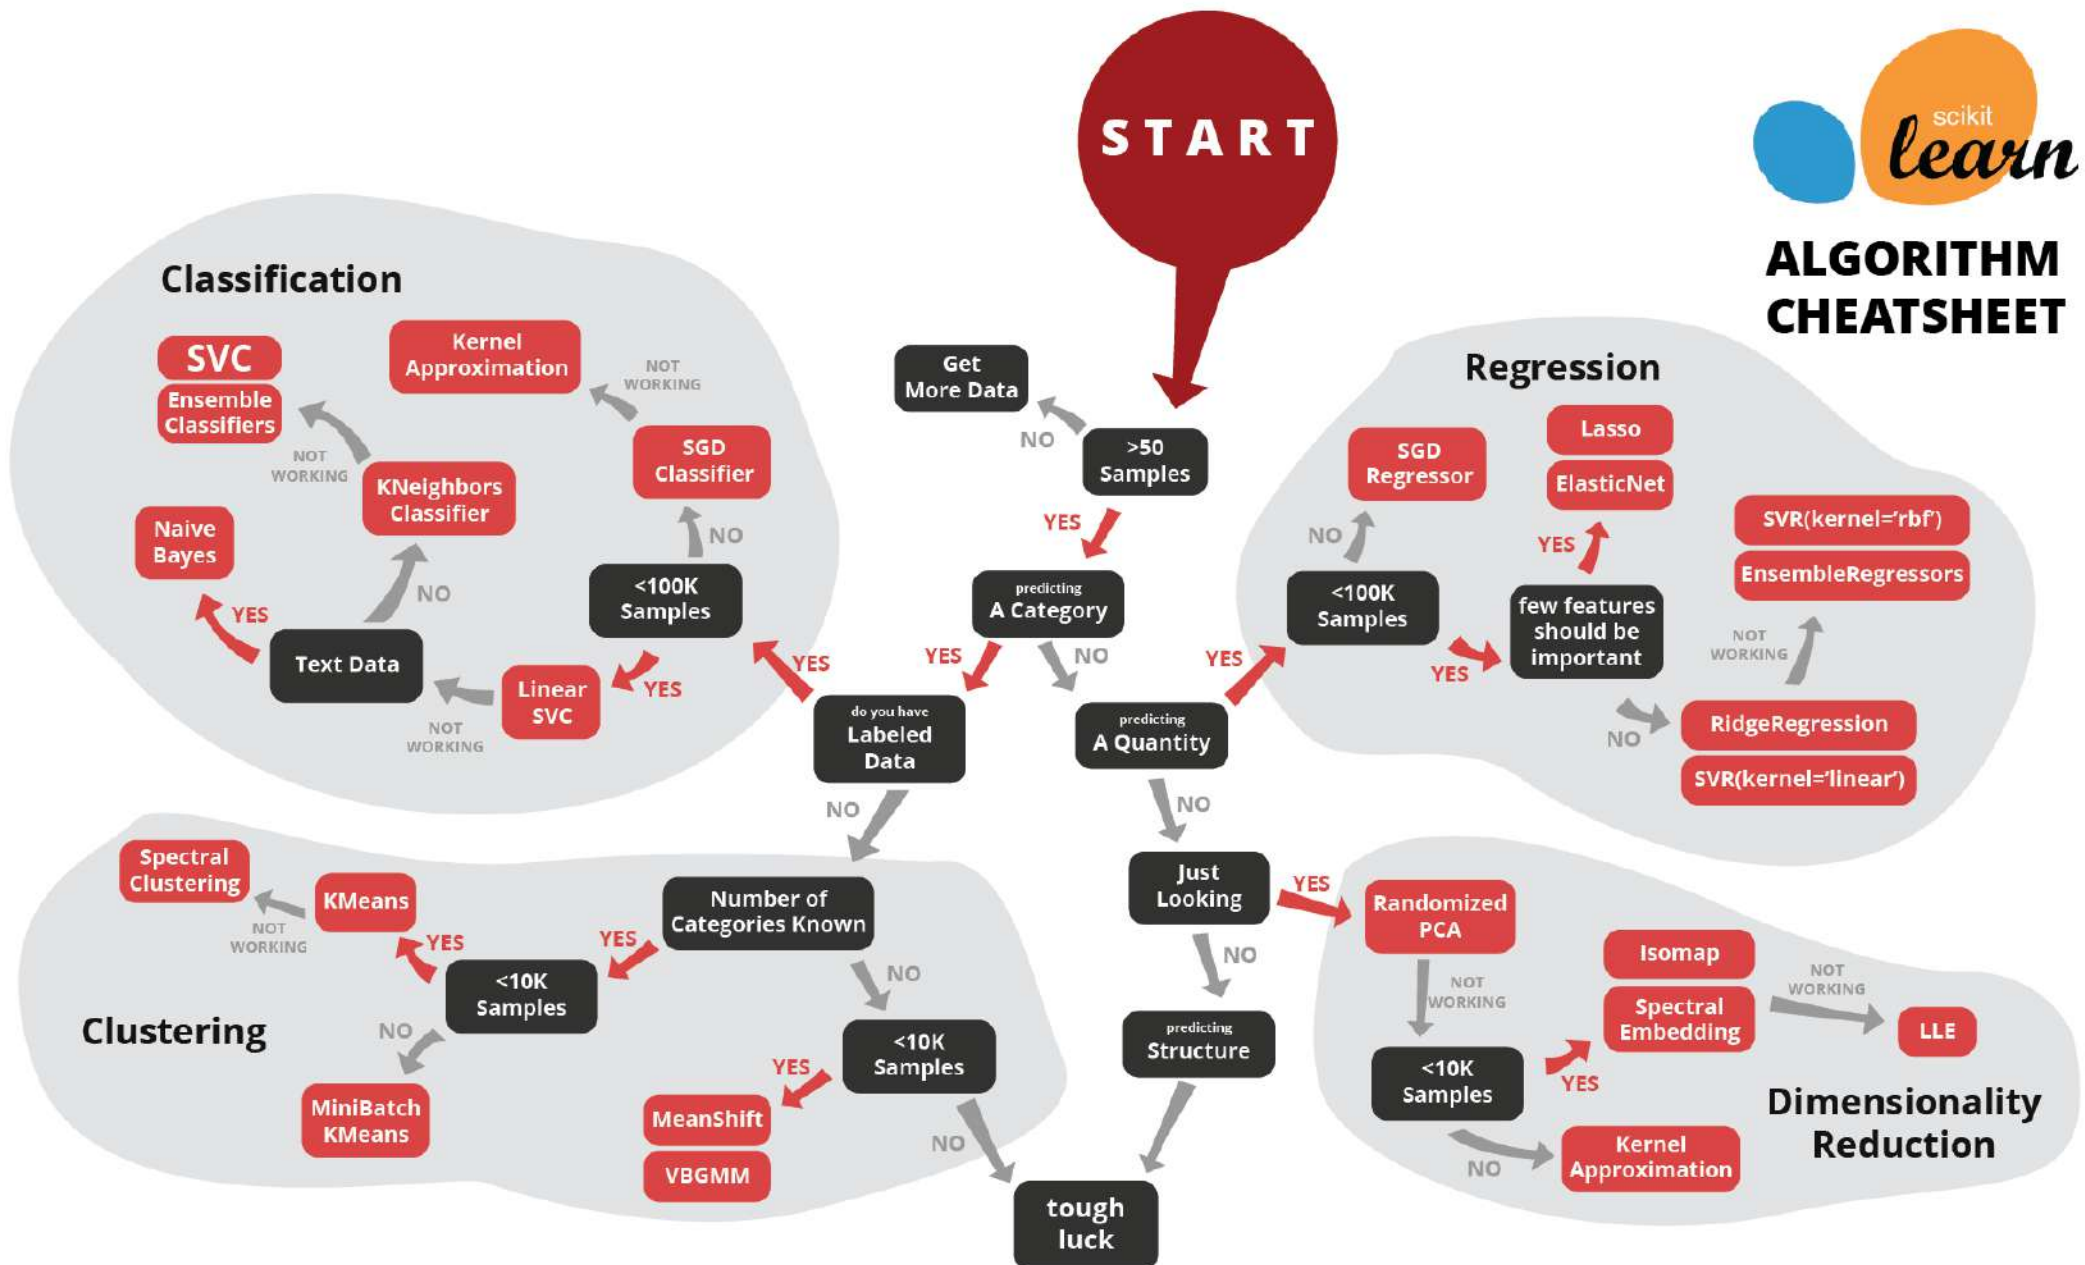 START
scikit
learn
ALGORITHM
CHEATSHEET
Classification
SVC
Ensemble
Classifiers
Kernel
Approximation
NOT
WORKING
NOT
WORKING
KNeighbors
Classifier
SGD
Classifier
Naive
Bayes
NO
NO
YES
<100K
Samples
Text Data
Linear
SVC
YES
NOT
WORKING
YES
Get
More Data
NO
>50
Samples
YES
predicting
A Category
YES
NO
do you have
Labeled
Data
predicting
A Quantity
YES
NO
NO
Regression
Lasso
ElasticNet
SGD
Regressor
SVR(kernel='rbf')
EnsembleRegressors
NO
YES
<100K
Samples
few features
should be
important
NOT
WORKING
YES
NO
RidgeRegression
SVR(kernel='linear')
Clustering
Spectral
Clustering
KMeans
NOT
WORKING
YES
Number of
Categories Known
YES
NO
<10K
Samples
NO
MiniBatch
KMeans
<10K
Samples
YES
MeanShift
VBGMM
NO
Just
Looking
YES
NO
predicting
Structure
tough
luck
Randomized
PCA
NOT
WORKING
Isomap
Spectral
Embedding
NOT
WORKING
LLE
<10K
Samples
YES
NO
Kernel
Approximation
Dimensionality
Reduction